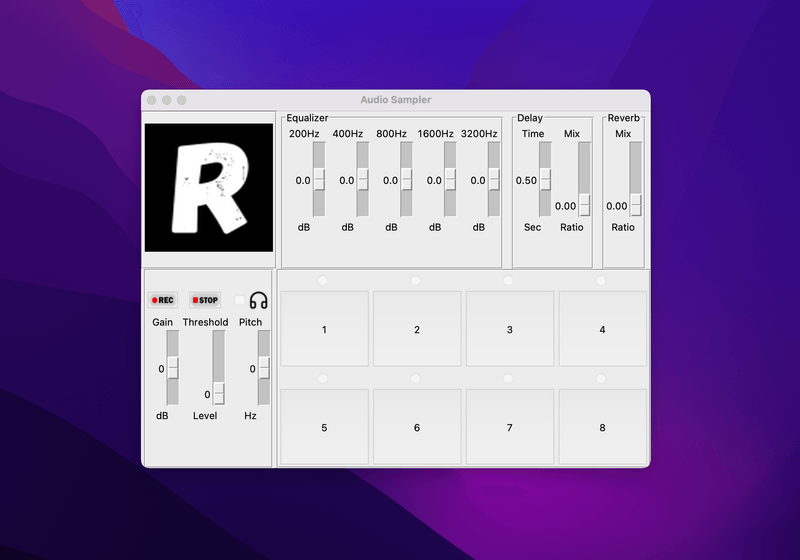 Audio Sampler
R
Equalizer
200Hz 400Hz 800Hz 1600Hz 3200Hz
0.0 0.0 0.0 0.0 0.0
dB dB dB dB dB
Delay
Time Mix
0.50
0.00
Sec Ratio
Reverb
Mix
0.00
Ratio
REC STOP
Gain Threshold Pitch
0 0
0
dB Level Hz
1 2 3 4
5 6 7 8